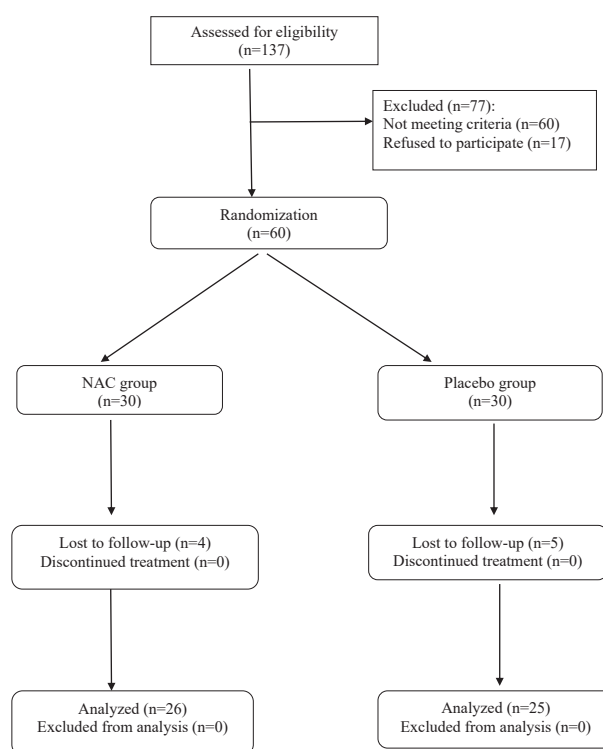 Assessed for eligibility
(n=137)
Excluded (n=77):
Not meeting criteria (n=60)
Refused to participate (n=17)
Randomization
(n=60)
NAC group
(n=30)
Placebo group
(n=30)
Lost to follow-up (n=4)
Discontinued treatment (n=0)
Lost to follow-up (n=5)
Discontinued treatment (n=0)
Analyzed (n=26)
Excluded from analysis (n=0)
Analyzed (n=25)
Excluded from analysis (n=0)